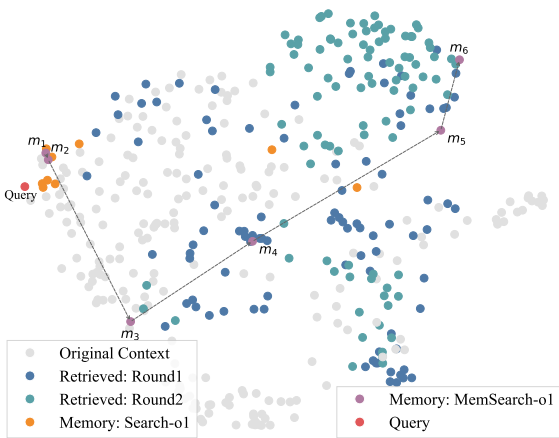 m6
m5
m1 m2
Query
m4
m3
Original Context
Retrieved: Round1
Retrieved: Round2
Memory: Search-o1
Memory: MemSearch-o1
Query